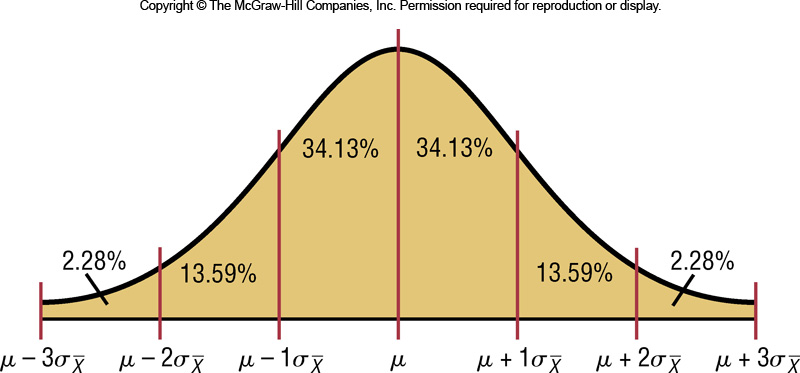 Copyright © The McGraw-Hill Companies, Inc. Permission required for reproduction or display.
34.13% 34.13%
2.28% 2.28%
13.59% 13.59%
μ − 3σX̅ μ − 2σX̅ μ − 1σX̅ μ μ + 1σX̅ μ + 2σX̅ μ + 3σX̅